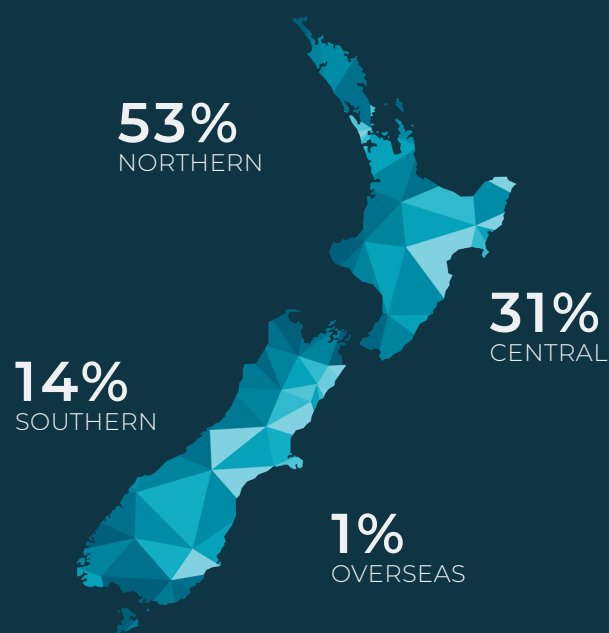 53%
NORTHERN
31%
CENTRAL
14%
SOUTHERN
1%
OVERSEAS